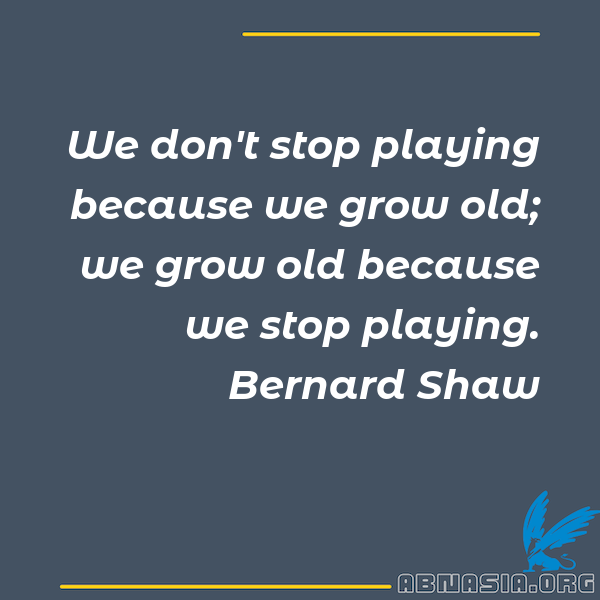 We don't stop playing
because we grow old;
we grow old because
we stop playing.
Bernard Shaw
ABNASIA.ORG